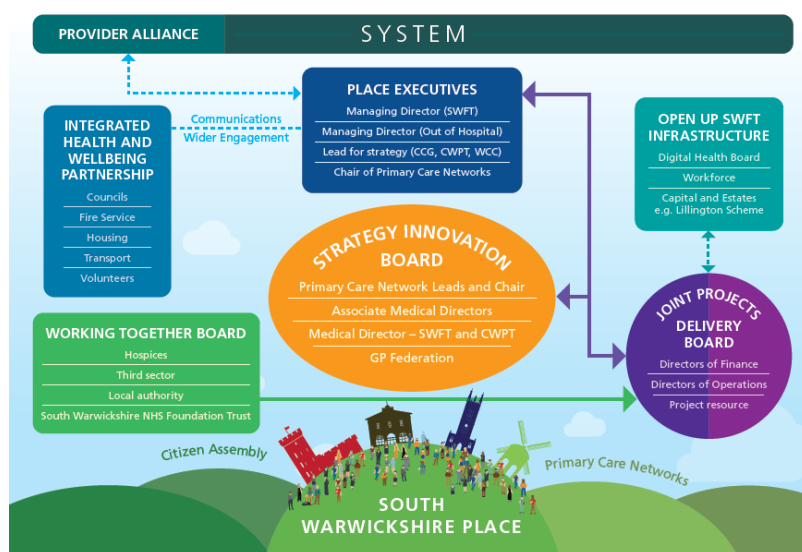 PROVIDER ALLIANCE
SYSTEM
PLACE EXECUTIVES
Managing Director (SWFT)
Managing Director (Out of Hospital)
Lead for strategy (CCG, CWPT, WCC)
Chair of Primary Care Networks
Communications
Wider Engagement
INTEGRATED
HEALTH AND
WELLBEING
PARTNERSHIP
Councils
Fire Service
Housing
Transport
Volunteers
OPEN UP SWFT
INFRASTRUCTURE
Digital Health Board
Workforce
Capital and Estates
e.g. Lillington Scheme
STRATEGY INNOVATION
BOARD
Primary Care Network Leads and Chair
Associate Medical Directors
Medical Director – SWFT and CWPT
GP Federation
JOINT PROJECTS
DELIVERY
BOARD
Directors of Finance
Directors of Operations
Project resource
WORKING TOGETHER BOARD
Hospices
Third sector
Local authority
South Warwickshire NHS Foundation Trust
Citizen Assembly
Primary Care Networks
SOUTH
WARWICKSHIRE PLACE